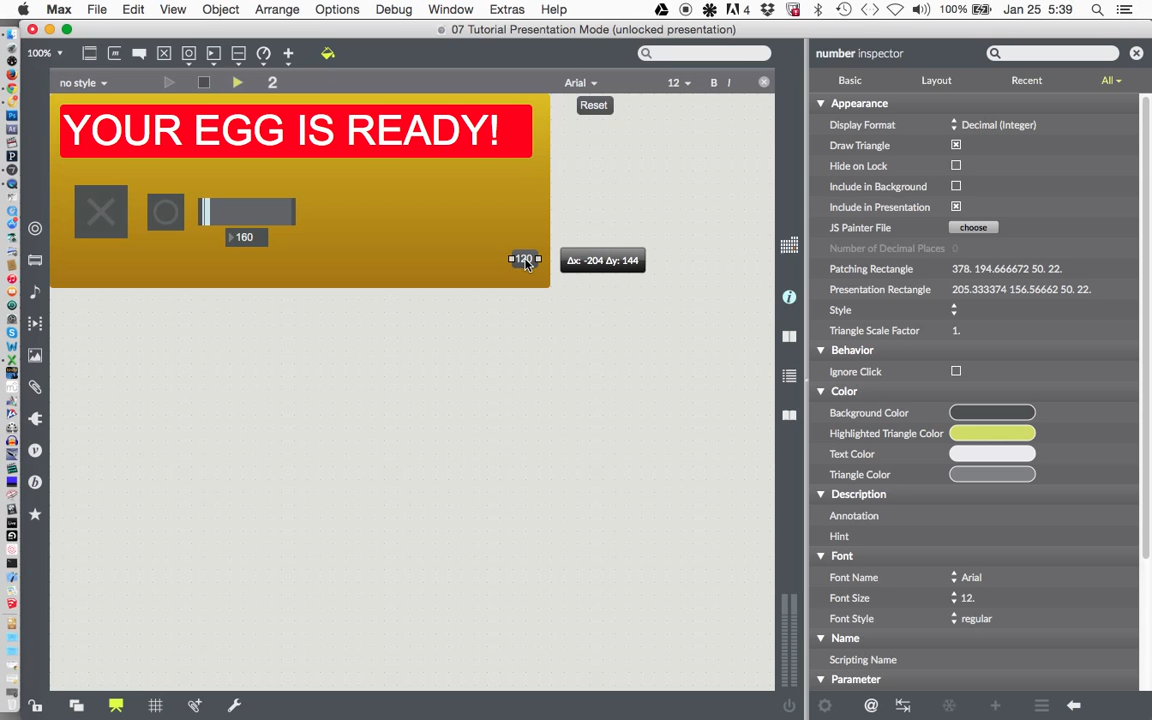 Max File Edit View Object Arrange Options Debug Window Extras Help 4 100% Jan 25 5:39
07 Tutorial Presentation Mode (unlocked presentation)
100%
no style 2 Arial 12 B I
YOUR EGG IS READY!
Reset
160
120
Δx: -204 Δy: 144
number inspector
Basic Layout Recent All
Appearance
Display Format Decimal (Integer)
Draw Triangle
Hide on Lock
Include in Background
Include in Presentation
JS Painter File choose
Number of Decimal Places 0
Patching Rectangle 378. 194.666672 50. 22.
Presentation Rectangle 205.333374 156.56662 50. 22.
Style
Triangle Scale Factor 1.
Behavior
Ignore Click
Color
Background Color
Highlighted Triangle Color
Text Color
Triangle Color
Description
Annotation
Hint
Font
Font Name Arial
Font Size 12.
Font Style regular
Name
Scripting Name
Parameter